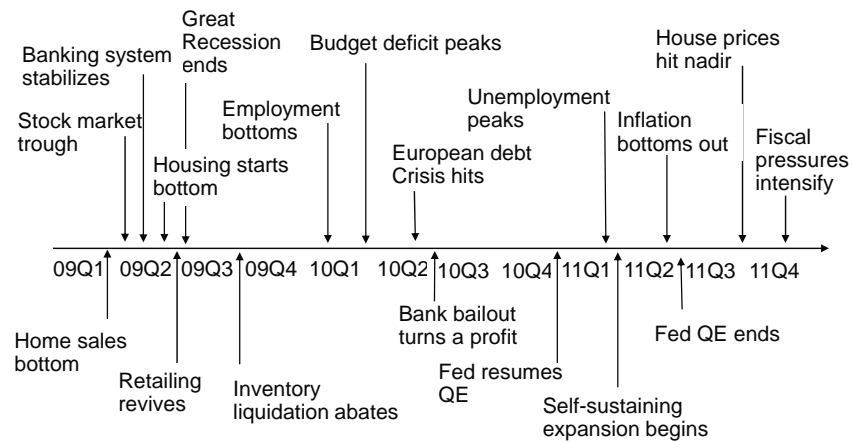 Great
Recession
ends
Banking system
stabilizes
Budget deficit peaks
House prices
hit nadir
Stock market
trough
Employment
bottoms
Unemployment
peaks
Inflation
bottoms out
Fiscal
pressures
intensify
Housing starts
bottom
European debt
Crisis hits
09Q1 09Q2 09Q3 09Q4 10Q1 10Q2 10Q3 10Q4 11Q1 11Q2 11Q3 11Q4
Home sales
bottom
Retailing
revives
Inventory
liquidation abates
Bank bailout
turns a profit
Fed resumes
QE
Self-sustaining
expansion begins
Fed QE ends